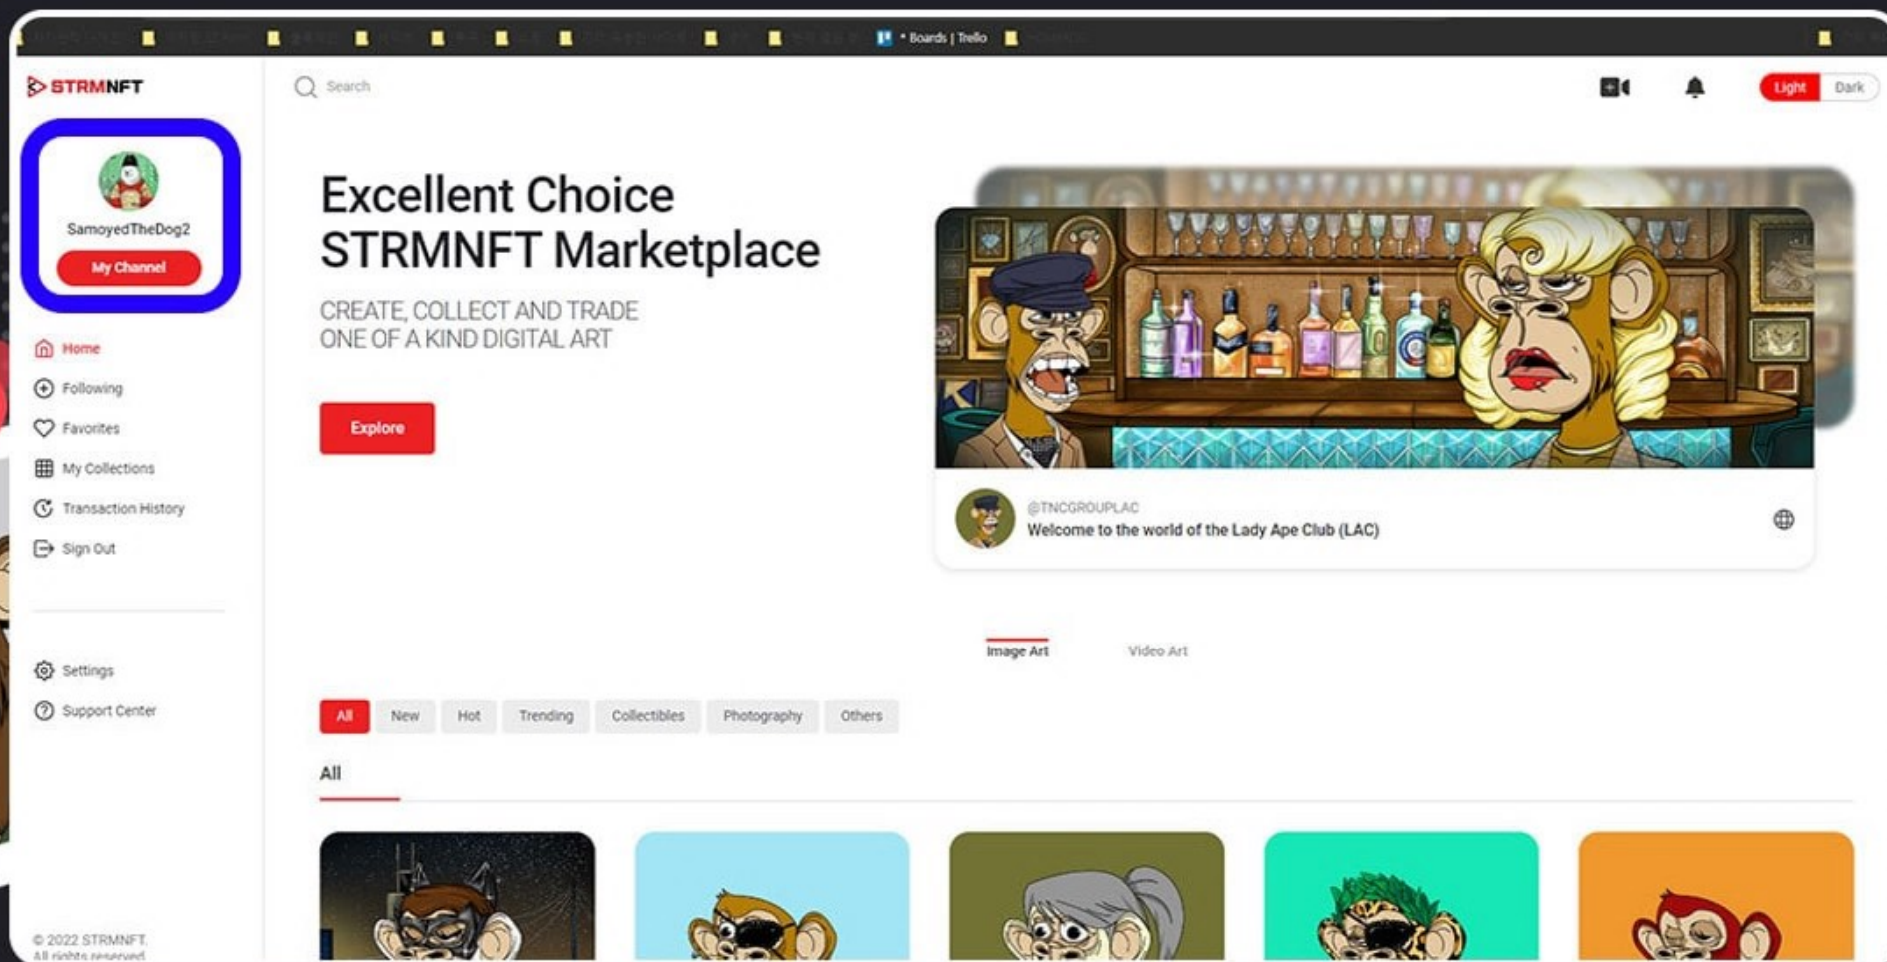 * Boards | Trello
STRMNFT
Search
Light
Dark
SamoyedTheDog2
My Channel
Home
Following
Favorites
My Collections
Transaction History
Sign Out
Settings
Support Center
© 2022 STRMNFT.
All rights reserved.
Excellent Choice
STRMNFT Marketplace
CREATE, COLLECT AND TRADE
ONE OF A KIND DIGITAL ART
Explore
@TNCGROUPLAC
Welcome to the world of the Lady Ape Club (LAC)
Image Art
Video Art
All
New
Hot
Trending
Collectibles
Photography
Others
All